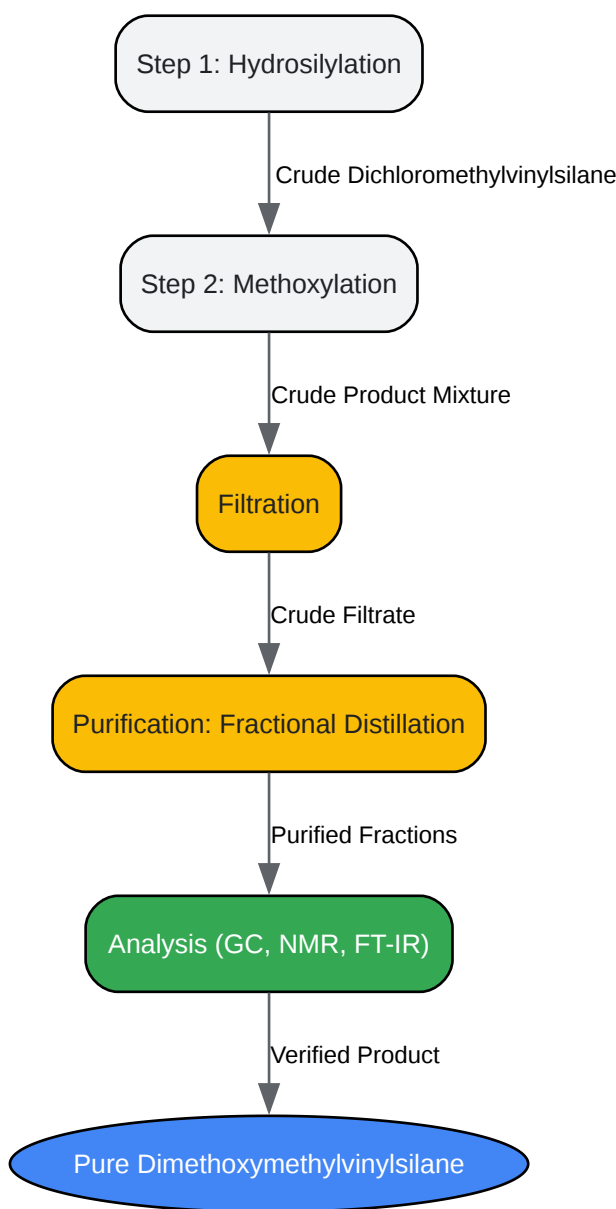 Step 1: Hydrosilylation
Crude Dichloromethylvinylsilane
Step 2: Methoxylation
Crude Product Mixture
Filtration
Crude Filtrate
Purification: Fractional Distillation
Purified Fractions
Analysis (GC, NMR, FT-IR)
Verified Product
Pure Dimethoxymethylvinylsilane